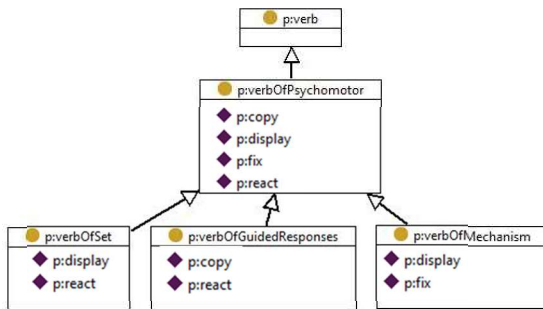 p:verb
p:verbOfPsychomotor
p:copy
p:display
p:fix
p:react
p:verbOfSet
p:display
p:react
p:verbOfGuidedResponses
p:copy
p:react
p:verbOfMechanism
p:display
p:fix